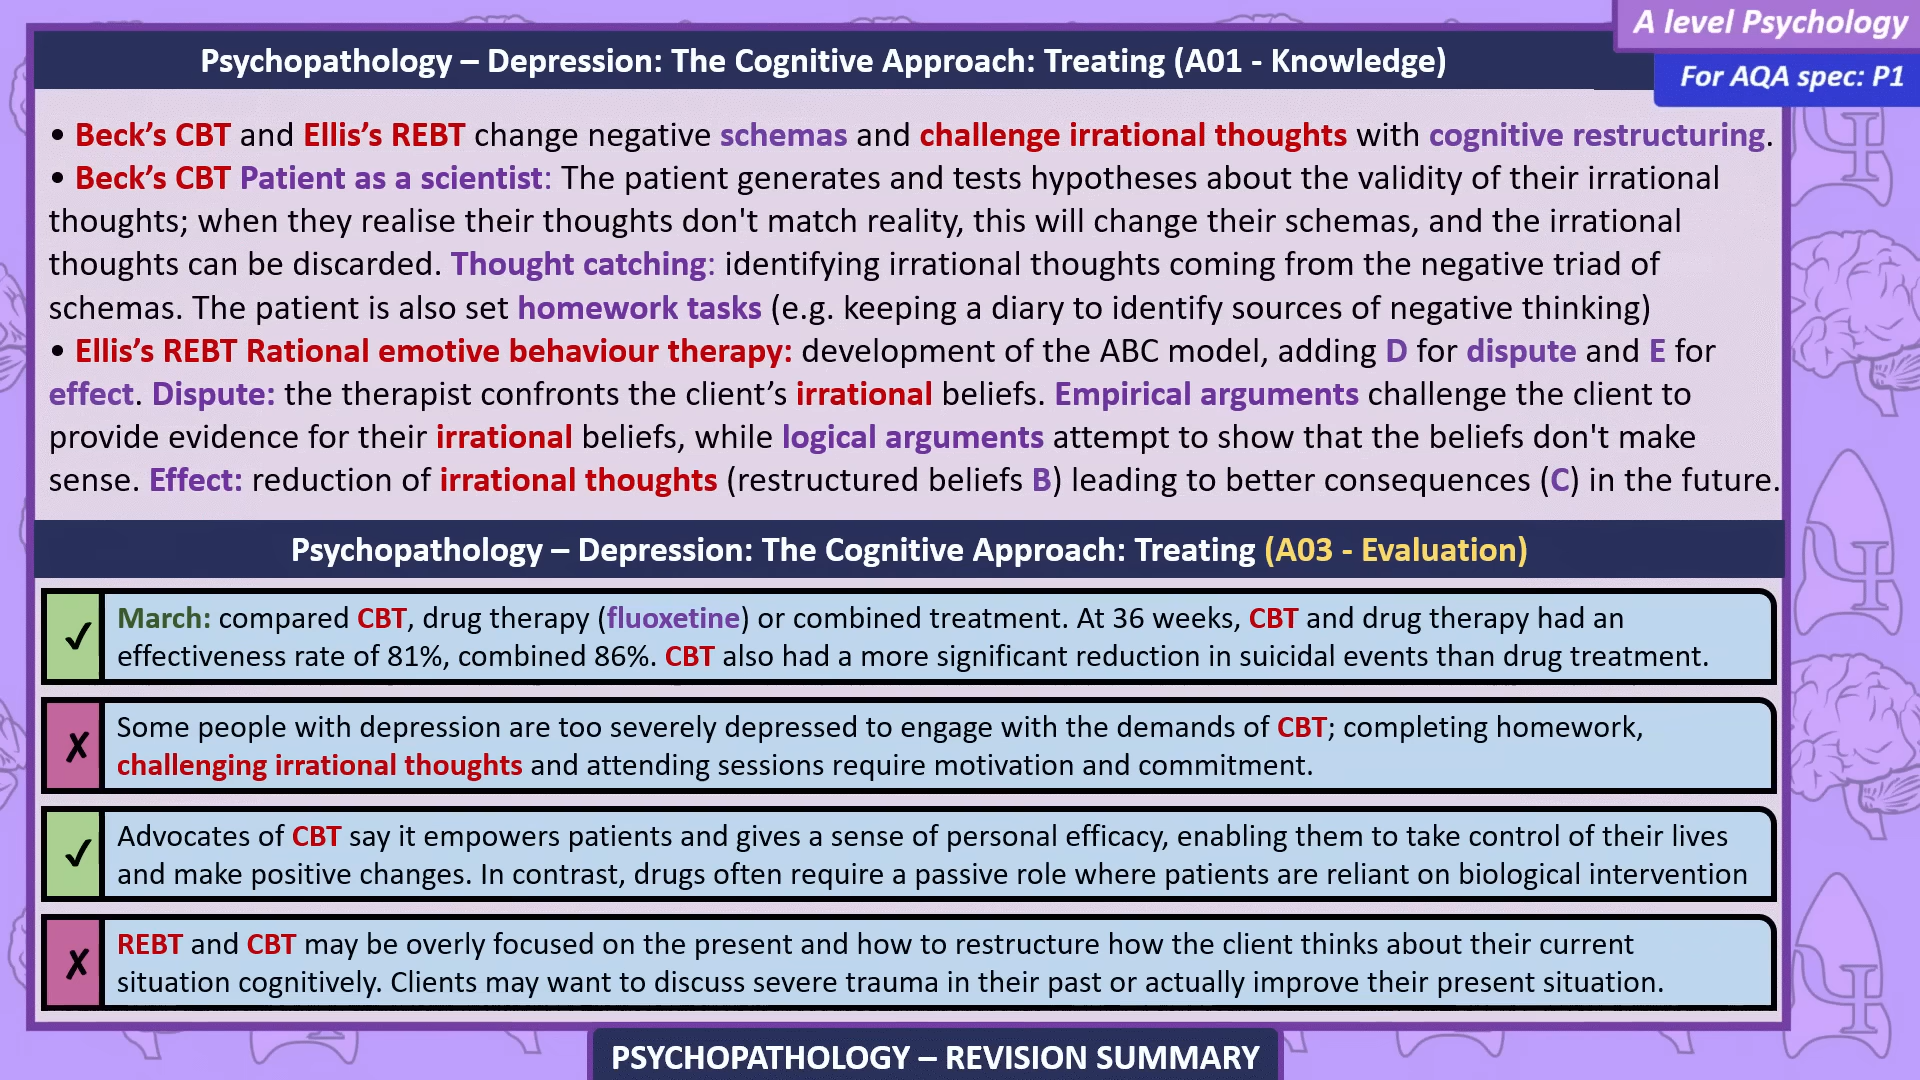 A level Psychology
For AQA spec: P1
Psychopathology – Depression: The Cognitive Approach: Treating (A01 - Knowledge)
• Beck’s CBT and Ellis’s REBT change negative schemas and challenge irrational thoughts with cognitive restructuring.
• Beck’s CBT Patient as a scientist: The patient generates and tests hypotheses about the validity of their irrational
thoughts; when they realise their thoughts don't match reality, this will change their schemas, and the irrational
thoughts can be discarded. Thought catching: identifying irrational thoughts coming from the negative triad of
schemas. The patient is also set homework tasks (e.g. keeping a diary to identify sources of negative thinking)
• Ellis’s REBT Rational emotive behaviour therapy: development of the ABC model, adding D for dispute and E for
effect. Dispute: the therapist confronts the client’s irrational beliefs. Empirical arguments challenge the client to
provide evidence for their irrational beliefs, while logical arguments attempt to show that the beliefs don't make
sense. Effect: reduction of irrational thoughts (restructured beliefs B) leading to better consequences (C) in the future.
Psychopathology – Depression: The Cognitive Approach: Treating (A03 - Evaluation)
✓ March: compared CBT, drug therapy (fluoxetine) or combined treatment. At 36 weeks, CBT and drug therapy had an
effectiveness rate of 81%, combined 86%. CBT also had a more significant reduction in suicidal events than drug treatment.
✗ Some people with depression are too severely depressed to engage with the demands of CBT; completing homework,
challenging irrational thoughts and attending sessions require motivation and commitment.
✓ Advocates of CBT say it empowers patients and gives a sense of personal efficacy, enabling them to take control of their lives
and make positive changes. In contrast, drugs often require a passive role where patients are reliant on biological intervention
✗ REBT and CBT may be overly focused on the present and how to restructure how the client thinks about their current
situation cognitively. Clients may want to discuss severe trauma in their past or actually improve their present situation.
PSYCHOPATHOLOGY – REVISION SUMMARY